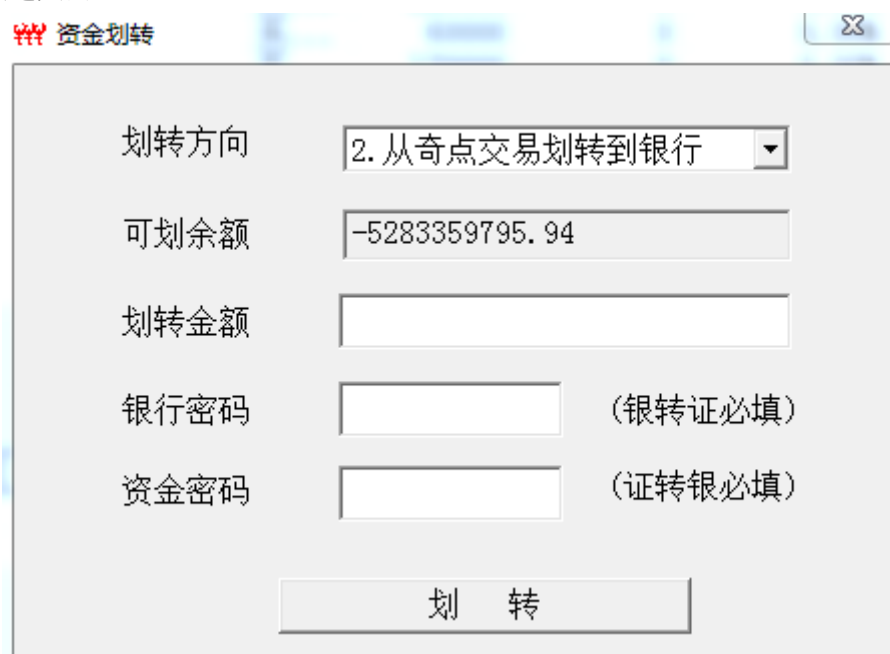 资金划转
划转方向 2.从奇点交易划转到银行
可划余额 -5283359795.94
划转金额
银行密码 (银转证必填)
资金密码 (证转银必填)
划 转